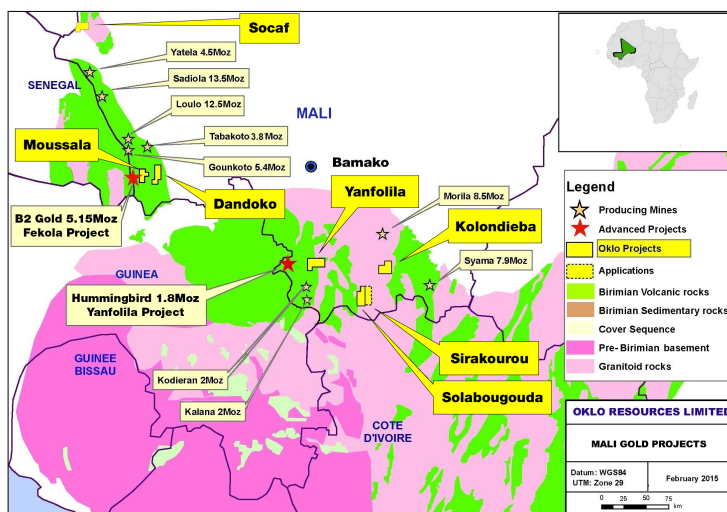 Socaf
Yatela 4.5Moz
Sadiola 13.5Moz
SENEGAL
Loulo 12.5Moz
MALI
Tabakoto 3.8 Moz
Moussala
Gounkoto 5.4Moz
Bamako
Dandoko
Yanfolila
B2 Gold 5.15Moz
Fekola Project
Morila 8.5Moz
Kolondieba
Syama 7.9Moz
GUINEA
Hummingbird 1.8Moz
Yanfolila Project
GUINEE
BISSAU
Sirakourou
Kodieran 2Moz
Solabougouda
Kalana 2Moz
COTE
D'IVOIRE
Legend
Producing Mines
Advanced Projects
Oklo Projects
Applications
Birimian Volcanic rocks
Birimian Sedimentary rocks
Cover Sequence
Pre-Birimian basement
Granitoid rocks
OKLO RESOURCES LIMITED
MALI GOLD PROJECTS
Datum: WGS84
UTM: Zone 29
February 2015
0 25 50 75
km